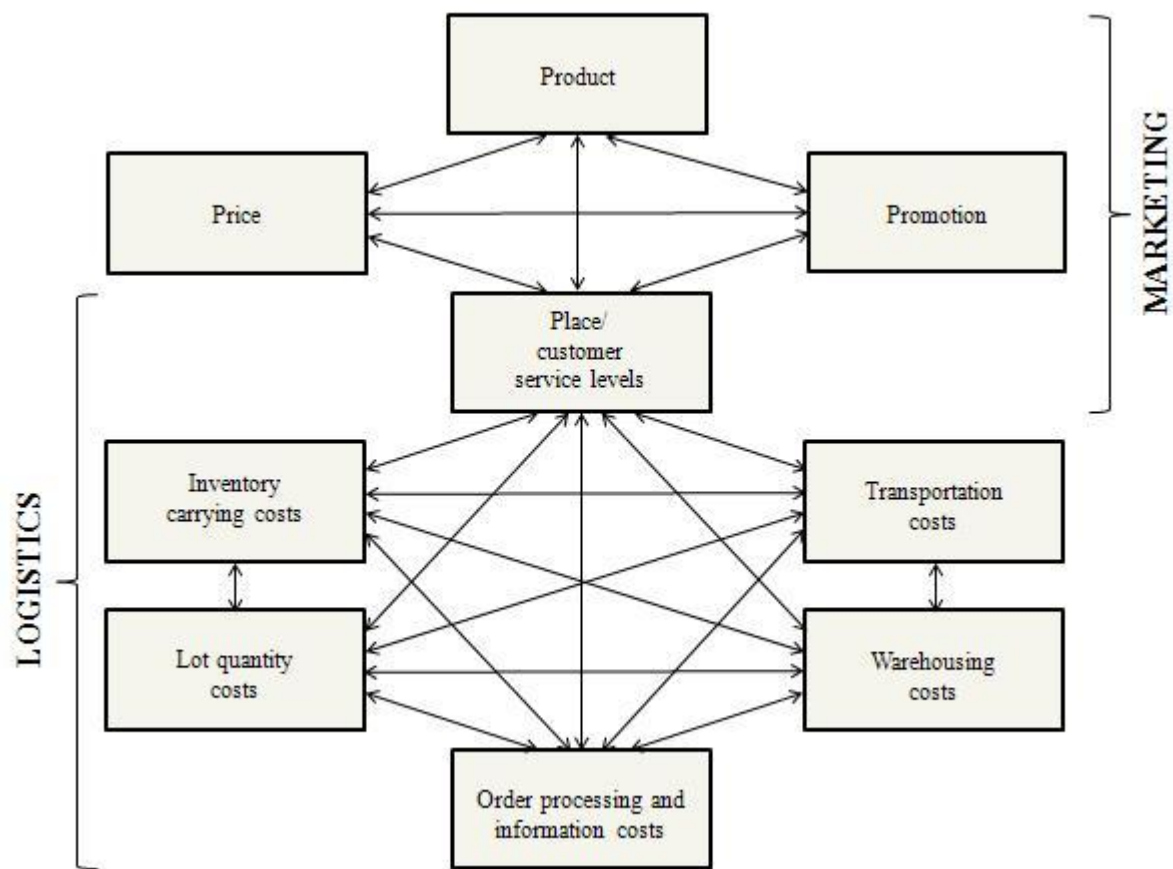 Product
MARKETING
Price
Promotion
Place/
customer
service levels
LOGISTICS
Inventory
carrying costs
Transportation
costs
Lot quantity
costs
Warehousing
costs
Order processing and
information costs